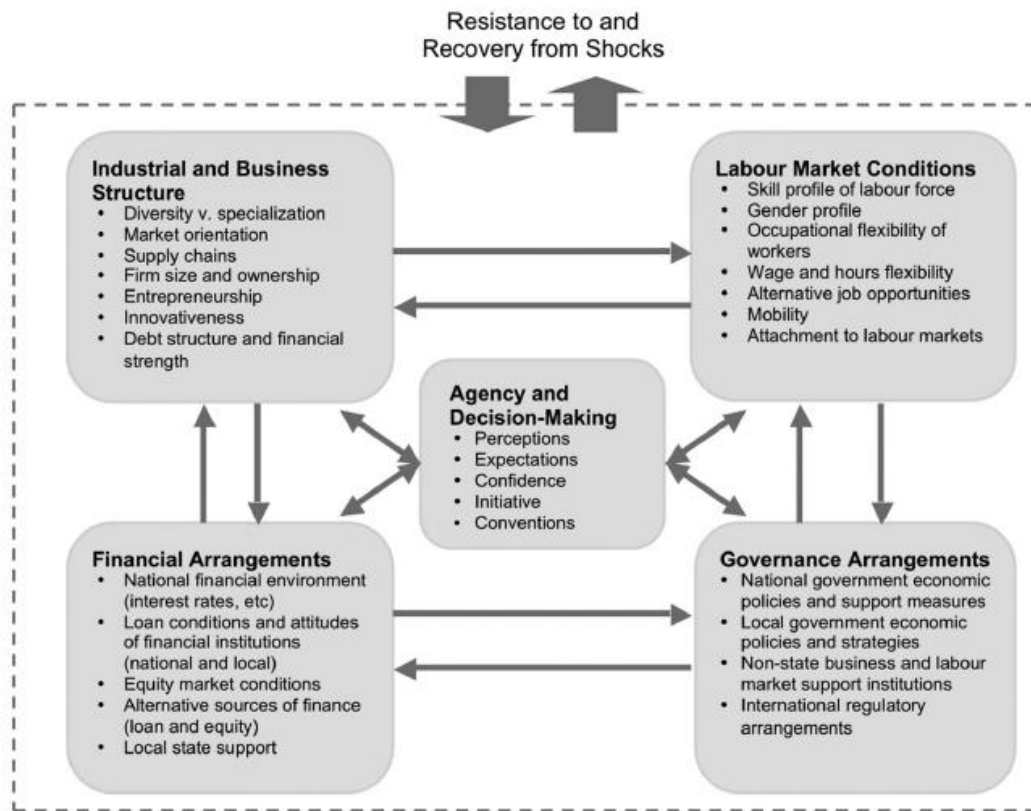 Resistance to and
Recovery from Shocks
Industrial and Business
Structure
• Diversity v. specialization
• Market orientation
• Supply chains
• Firm size and ownership
• Entrepreneurship
• Innovativeness
• Debt structure and financial
strength
Labour Market Conditions
• Skill profile of labour force
• Gender profile
• Occupational flexibility of
workers
• Wage and hours flexibility
• Alternative job opportunities
• Mobility
• Attachment to labour markets
Agency and
Decision-Making
• Perceptions
• Expectations
• Confidence
• Initiative
• Conventions
Financial Arrangements
• National financial environment
(interest rates, etc)
• Loan conditions and attitudes
of financial institutions
(national and local)
• Equity market conditions
• Alternative sources of finance
(loan and equity)
• Local state support
Governance Arrangements
• National government economic
policies and support measures
• Local government economic
policies and strategies
• Non-state business and labour
market support institutions
• International regulatory
arrangements